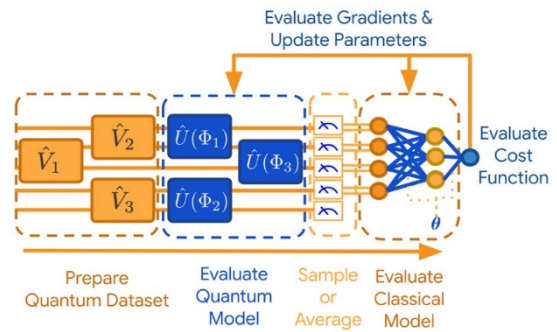 Evaluate Gradients &
Update Parameters
V̂₁
V̂₂
V̂₃
Û(Φ₁)
Û(Φ₂)
Û(Φ₃)
Evaluate
Cost
Function
θ
Prepare
Quantum Dataset
Evaluate
Quantum
Model
Sample
or
Average
Evaluate
Classical
Model